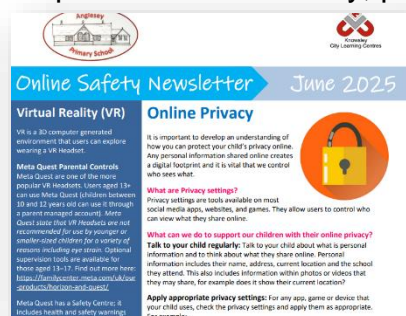 Anglesey
Primary School
Knowsley
City Learning Centres
Online Safety Newsletter
June 2025
Virtual Reality (VR)
VR is a 3D computer generated
environment that users can explore
wearing a VR Headset.
Meta Quest Parental Controls
Meta Quest are one of the more
popular VR Headsets. Users aged 13+
can use Meta Quest (children between
10 and 12 years old can use it through
a parent managed account). Meta
Quest state that VR Headsets are not
recommended for use by younger or
smaller-sized children for a variety of
reasons including eye strain. Optional
supervision tools are available for
those aged 13-17. Find out more here:
https://familycenter.meta.com/uk/our
-products/horizon-and-quest/
Meta Quest has a Safety Centre; it
includes health and safety warnings
Online Privacy
It is important to develop an understanding of
how you can protect your child's privacy online.
Any personal information shared online creates
a digital footprint and it is vital that we control
who sees what.
What are Privacy settings?
Privacy settings are tools available on most
social media apps, websites, and games. They allow users to control who
can view what they share online.
What can we do to support our children with their online privacy?
Talk to your child regularly: Talk to your child about what is personal
information and to think about what they share online. Personal
information includes their name, address, current location and the school
they attend. This also includes information within photos or videos that
they may share, for example does it show their current location?
Apply appropriate privacy settings: For any app, game or device that
your child uses, check the privacy settings and apply them as appropriate.
For example: